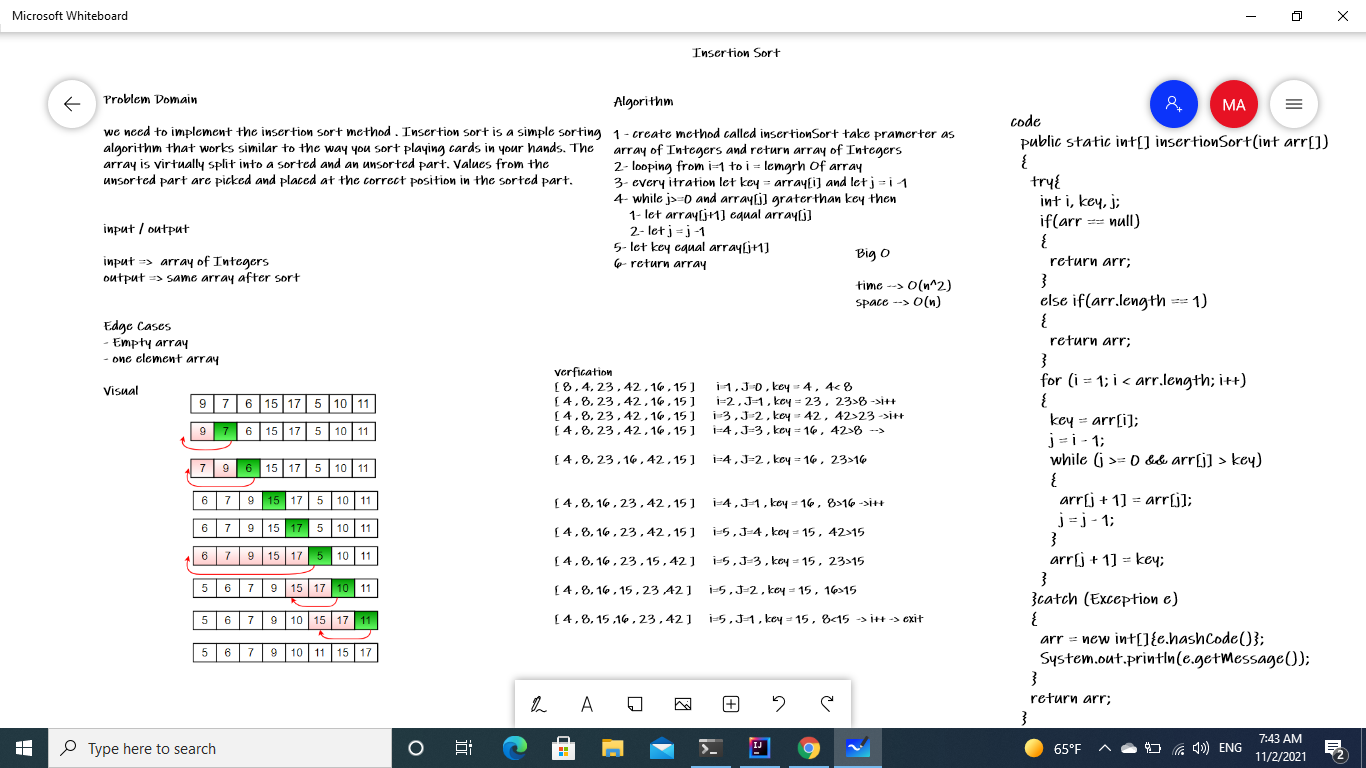 Microsoft Whiteboard
Insertion Sort
Problem Domain
we need to implement the insertion sort method . Insertion sort is a simple sorting
algorithm that works similar to the way you sort playing cards in your hands. The
array is virtually split into a sorted and an unsorted part. Values from the
unsorted part are picked and placed at the correct position in the sorted part.
input / output
input => array of Integers
output => same array after sort
Edge Cases
- Empty array
- one element array
Visual
9 7 6 15 17 5 10 11
9 7 6 15 17 5 10 11
7 9 6 15 17 5 10 11
6 7 9 15 17 5 10 11
6 7 9 15 17 5 10 11
6 7 9 15 17 5 10 11
5 6 7 9 15 17 10 11
5 6 7 9 10 15 17 11
5 6 7 9 10 11 15 17
Algorithm
1 - create method called insertionSort take pramerter as
array of Integers and return array of Integers
2- looping from i=1 to i = lemgrh Of array
3- every itration let key = array[i] and let j = i -1
4- while j>=0 and array[j] graterthan key then
1- let array[j+1] equal array[j]
2- let j = j -1
5- let key equal array[j+1]
6- return array
Big O
time --> O(n^2)
space --> O(n)
verfication
[ 8 , 4, 23 , 42 , 16 , 15 ] i=1 , J=0 , key = 4 , 4< 8
[ 4 , 8, 23 , 42 , 16 , 15 ] i=2 , J=1 , key = 23 , 23>8 ->i++
[ 4 , 8, 23 , 42 , 16 , 15 ] i=3 , J=2 , key = 42 , 42>23 ->i++
[ 4 , 8, 23 , 42 , 16 , 15 ] i=4 , J=3 , key = 16 , 42>8 -->
[ 4 , 8, 23 , 16 , 42 , 15 ] i=4 , J=2 , key = 16 , 23>16
[ 4 , 8, 16 , 23 , 42 , 15 ] i=4 , J=1 , key = 16 , 8>16 ->i++
[ 4 , 8, 16 , 23 , 42 , 15 ] i=5 , J=4 , key = 15 , 42>15
[ 4 , 8, 16 , 23 , 15 , 42 ] i=5 , J=3 , key = 15 , 23>15
[ 4 , 8, 16 , 15 , 23 ,42 ] i=5 , J=2 , key = 15 , 16>15
[ 4 , 8, 15 ,16 , 23 , 42 ] i=5 , J=1 , key = 15 , 8<15 -> i++ -> exit
MA
code
public static int[] insertionSort(int arr[])
{
try{
int i, key, j;
if(arr == null)
{
return arr;
}
else if(arr.length == 1)
{
return arr;
}
for (i = 1; i < arr.length; i++)
{
key = arr[i];
j = i - 1;
while (j >= 0 && arr[j] > key)
{
arr[j + 1] = arr[j];
j = j - 1;
}
arr[j + 1] = key;
}
}catch (Exception e)
{
arr = new int[]{e.hashCode()};
System.out.println(e.getMessage());
}
return arr;
}
Type here to search
65°F
ENG
7:43 AM
11/2/2021
2